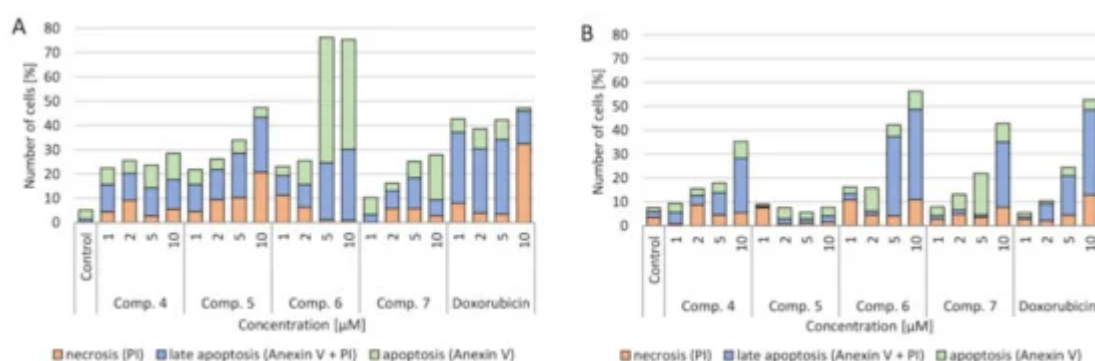 A
80
70
60
50
40
30
20
10
0
Number of cells [%]
Control 1 2 5 10 1 2 5 10 1 2 5 10 1 2 5 10 1 2 5 10
Comp. 4 Comp. 5 Comp. 6 Comp. 7 Doxorubicin
Concentration [µM]
necrosis (PI) late apoptosis (Anexin V + PI) apoptosis (Anexin V)
B
80
70
60
50
40
30
20
10
0
Number of cells [%]
Control 1 2 5 10 1 2 5 10 1 2 5 10 1 2 5 10 1 2 5 10
Comp. 4 Comp. 5 Comp. 6 Comp. 7 Doxorubicin
Concentration [µM]
necrosis (PI) late apoptosis (Anexin V + PI) apoptosis (Anexin V)